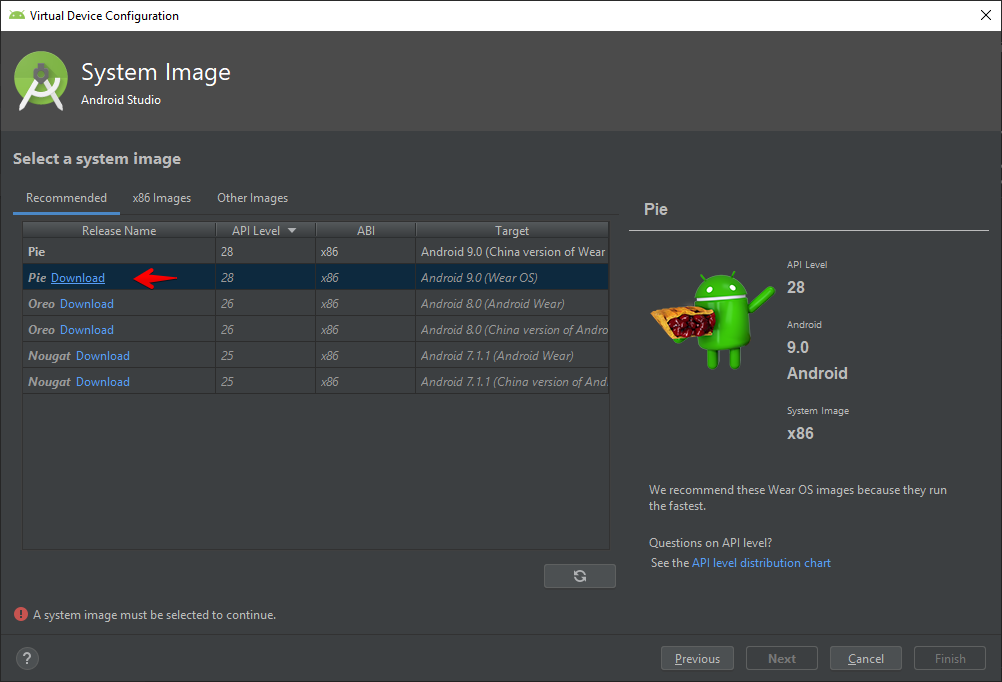 Virtual Device Configuration
System Image
Android Studio
Select a system image
Recommended x86 Images Other Images
Release Name API Level ABI Target
Pie 28 x86 Android 9.0 (China version of Wear
Pie Download 28 x86 Android 9.0 (Wear OS)
Oreo Download 26 x86 Android 8.0 (Android Wear)
Oreo Download 26 x86 Android 8.0 (China version of Andro
Nougat Download 25 x86 Android 7.1.1 (Android Wear)
Nougat Download 25 x86 Android 7.1.1 (China version of And
Pie
API Level
28
Android
9.0
Android
System Image
x86
We recommend these Wear OS images because they run
the fastest.
Questions on API level?
See the API level distribution chart
! A system image must be selected to continue.
? Previous Next Cancel Finish